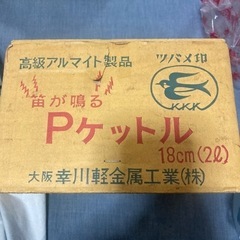 高級アルマイト製品
ツバメ印
KKK
笛が鳴る
Pケットル
18cm(2ℓ)
大阪 幸川軽金属工業(株)